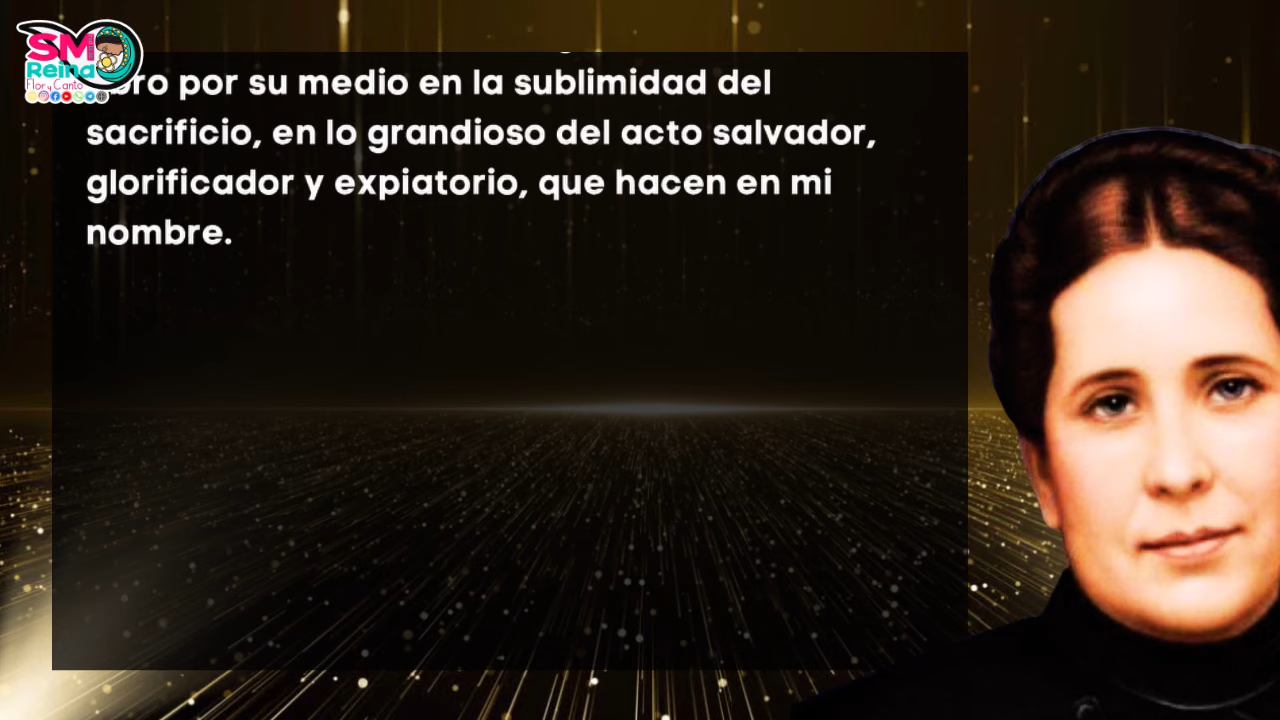 SM
Reina
Flor y Canto
por su medio en la sublimidad del
sacrificio, en lo grandioso del acto salvador,
glorificador y expiatorio, que hacen en mi
nombre.